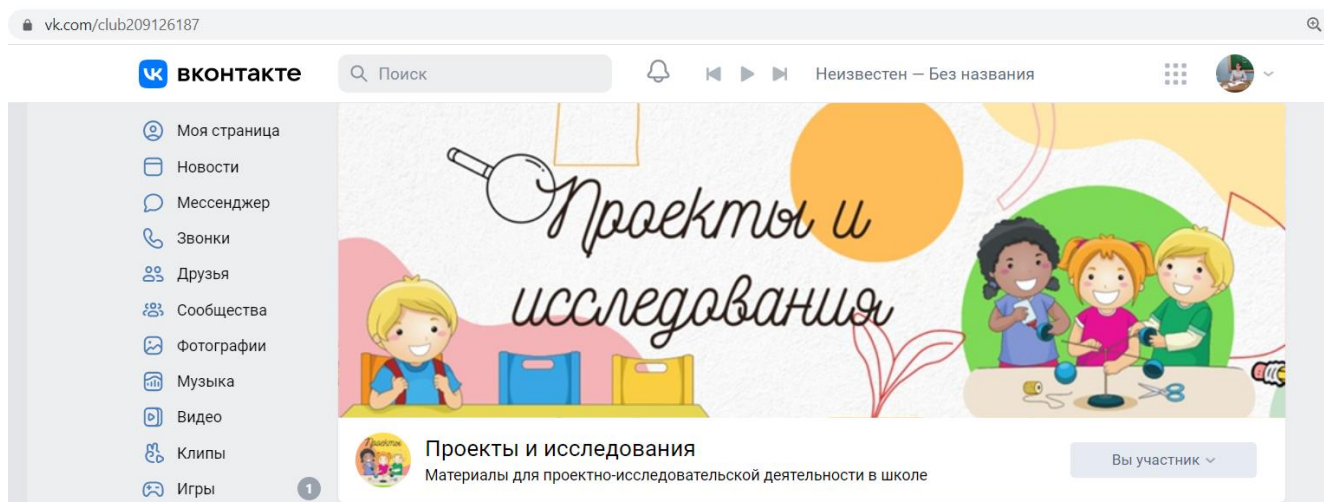 vk.com/club209126187
вконтакте
Поиск
Неизвестен — Без названия
Моя страница
Новости
Мессенджер
Звонки
Друзья
Сообщества
Фотографии
Музыка
Видео
Клипы
Игры
1
Проекты и
исследования
Проекты
Проекты и исследования
Материалы для проектно-исследовательской деятельности в школе
Вы участник